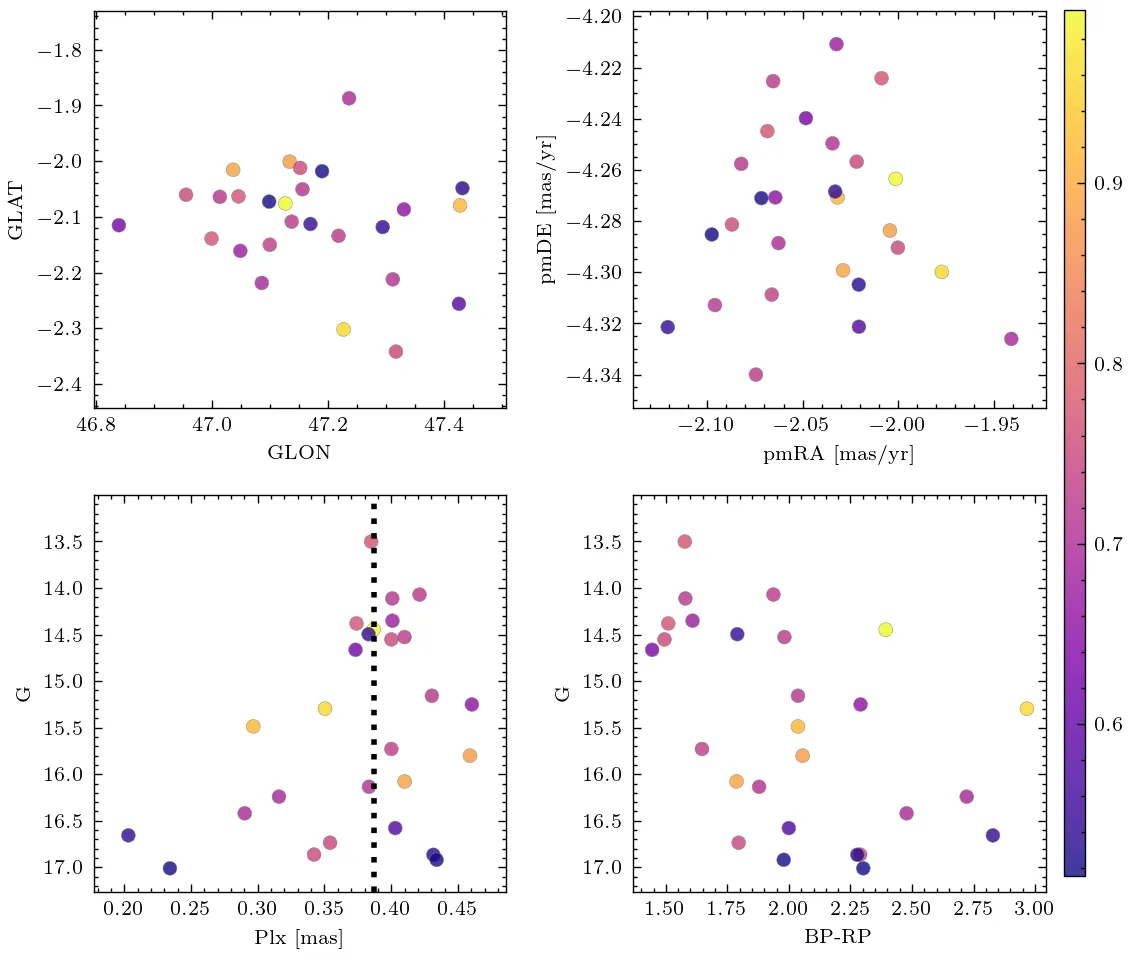 −1.8
−1.9
−2.0
−2.1
−2.2
−2.3
−2.4
GLAT
46.8 47.0 47.2 47.4
GLON
−4.20
−4.22
−4.24
−4.26
−4.28
−4.30
−4.32
−4.34
pmDE [mas/yr]
−2.10 −2.05 −2.00 −1.95
pmRA [mas/yr]
0.9
0.8
0.7
0.6
13.5
14.0
14.5
15.0
15.5
16.0
16.5
17.0
G
0.20 0.25 0.30 0.35 0.40 0.45
Plx [mas]
13.5
14.0
14.5
15.0
15.5
16.0
16.5
17.0
G
1.50 1.75 2.00 2.25 2.50 2.75 3.00
BP-RP